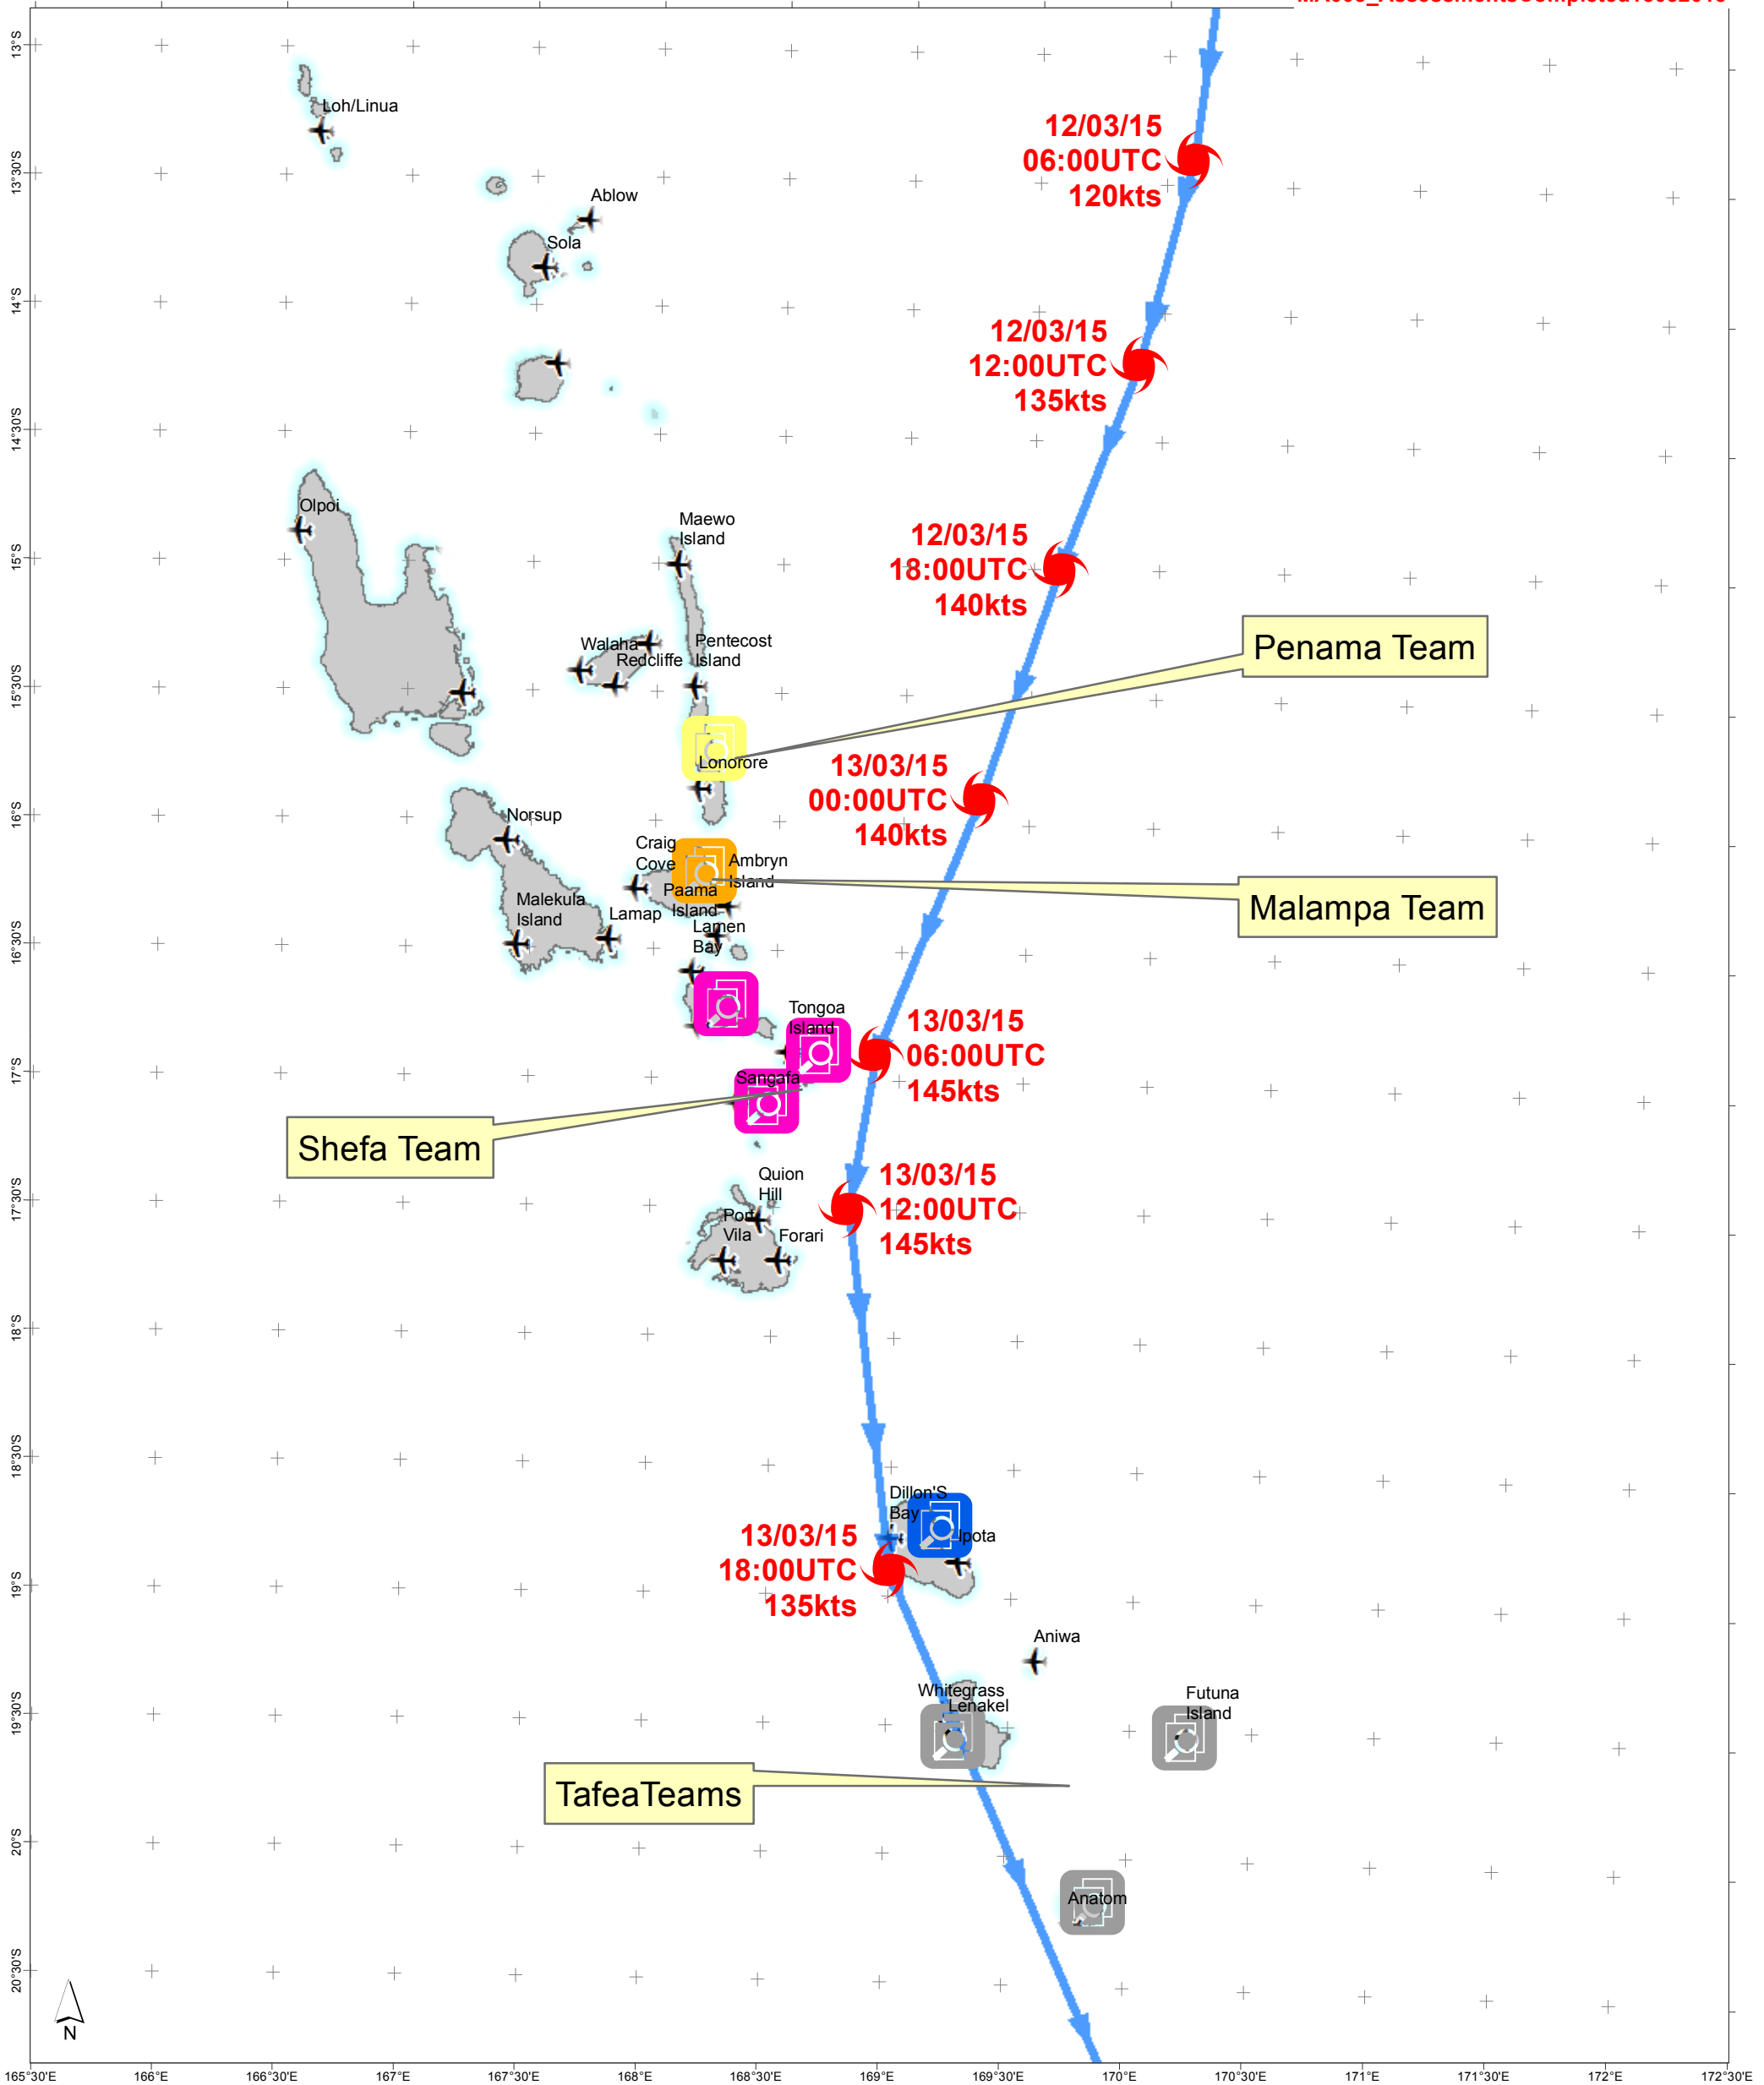 13°S
Loh/Linua
12/03/15
06:00UTC
120kts
13°30'S
Ablow
Sola
14°S
12/03/15
12:00UTC
135kts
14°30'S
Olpoi
Maewo
Island
12/03/15
18:00UTC
140kts
15°S
Walaha
Redcliffe
Pentecost
Island
Penama Team
15°30'S
Lonorore
13/03/15
00:00UTC
140kts
16°S
Norsup
Craig
Cove
Ambryn
Island
Paama
Island
Malampa Team
Malekula
Island
Lamap
Lamen
Bay
16°30'S
Tongoa
Island
13/03/15
06:00UTC
145kts
17°S
Sangafa
Shefa Team
Quion
Hill
13/03/15
12:00UTC
145kts
17°30'S
Port
Vila
Forari
18°S
18°30'S
Dillon'S
Bay
Ipota
13/03/15
18:00UTC
135kts
19°S
Aniwa
Whitegrass
Lenakel
Futuna
Island
19°30'S
TafeaTeams
20°S
Anatom
20°30'S
N
165°30'E 166°E 166°30'E 167°E 167°30'E 168°E 168°30'E 169°E 169°30'E 170°E 170°30'E 171°E 171°30'E 172°E 172°30'E